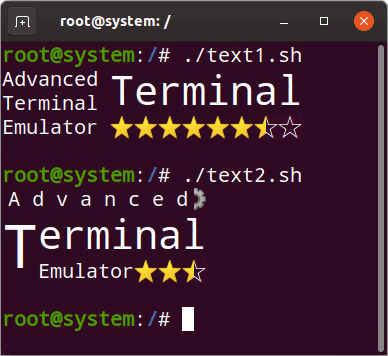 root@system: /
root@system:/# ./text1.sh
Advanced
Terminal
Emulator
Terminal
root@system:/# ./text2.sh
A d v a n c e d
Terminal
Emulator
root@system:/#